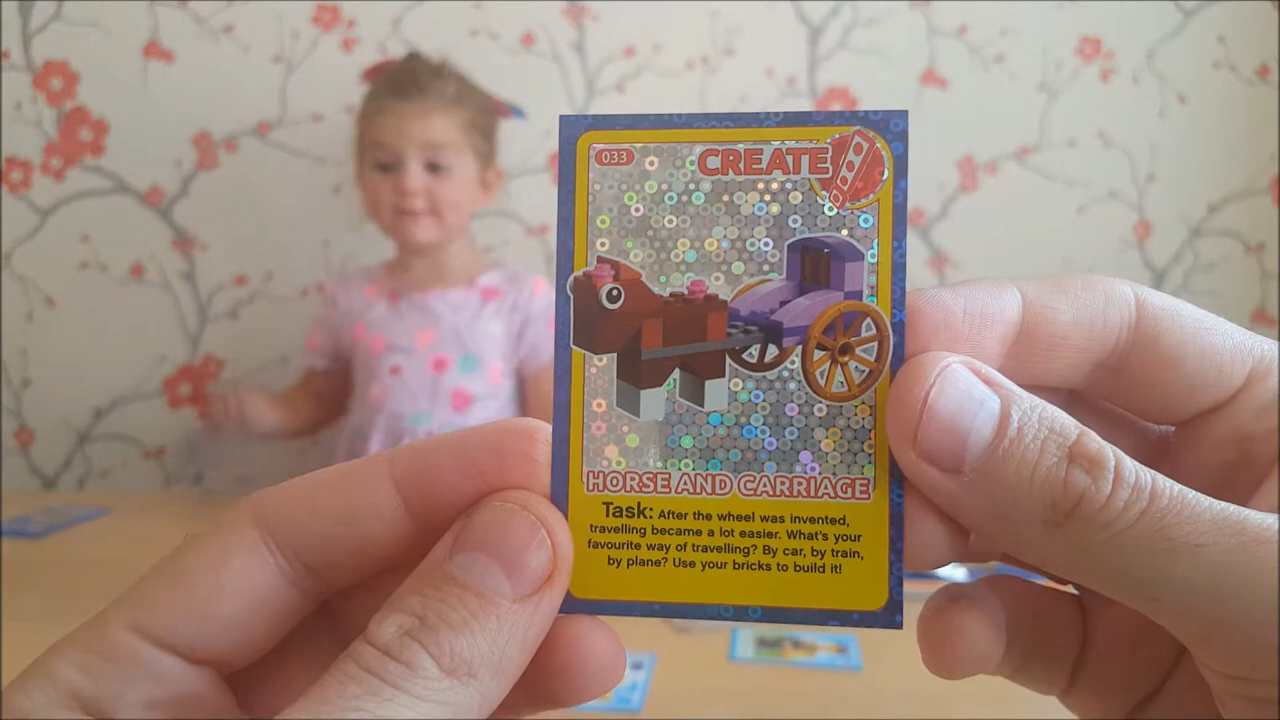 033
CREATE
HORSE AND CARRIAGE
Task: After the wheel was invented,
travelling became a lot easier. What's your
favourite way of travelling? By car, by train,
by plane? Use your bricks to build it!